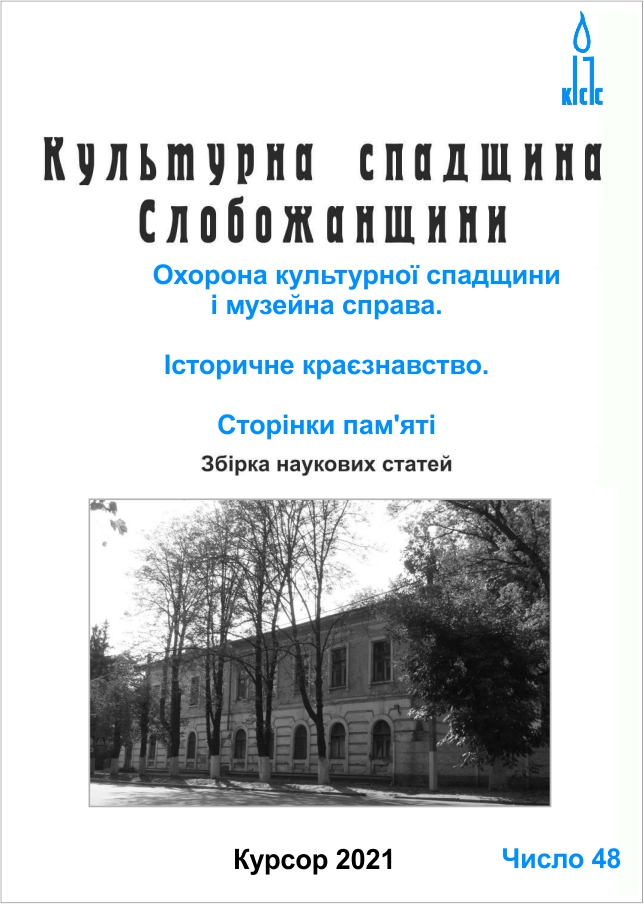 КСС
Культурна спадщина
Слобожанщини
Охорона культурної спадщини
і музейна справа.
Історичне краєзнавство.
Сторінки пам'яті
Збірка наукових статей
Курсор 2021
Число 48